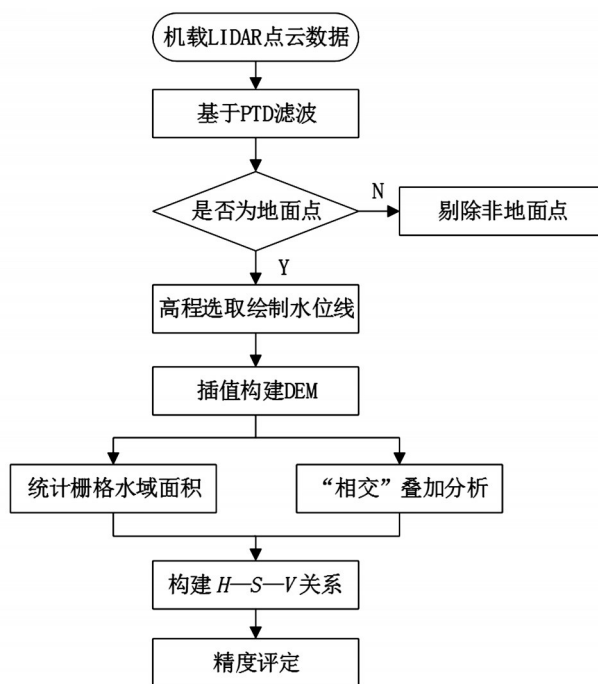 机载LIDAR点云数据
基于PTD滤波
是否为地面点
N
剔除非地面点
Y
高程选取绘制水位线
插值构建DEM
统计栅格水域面积
“相交”叠加分析
构建 H—S—V 关系
精度评定